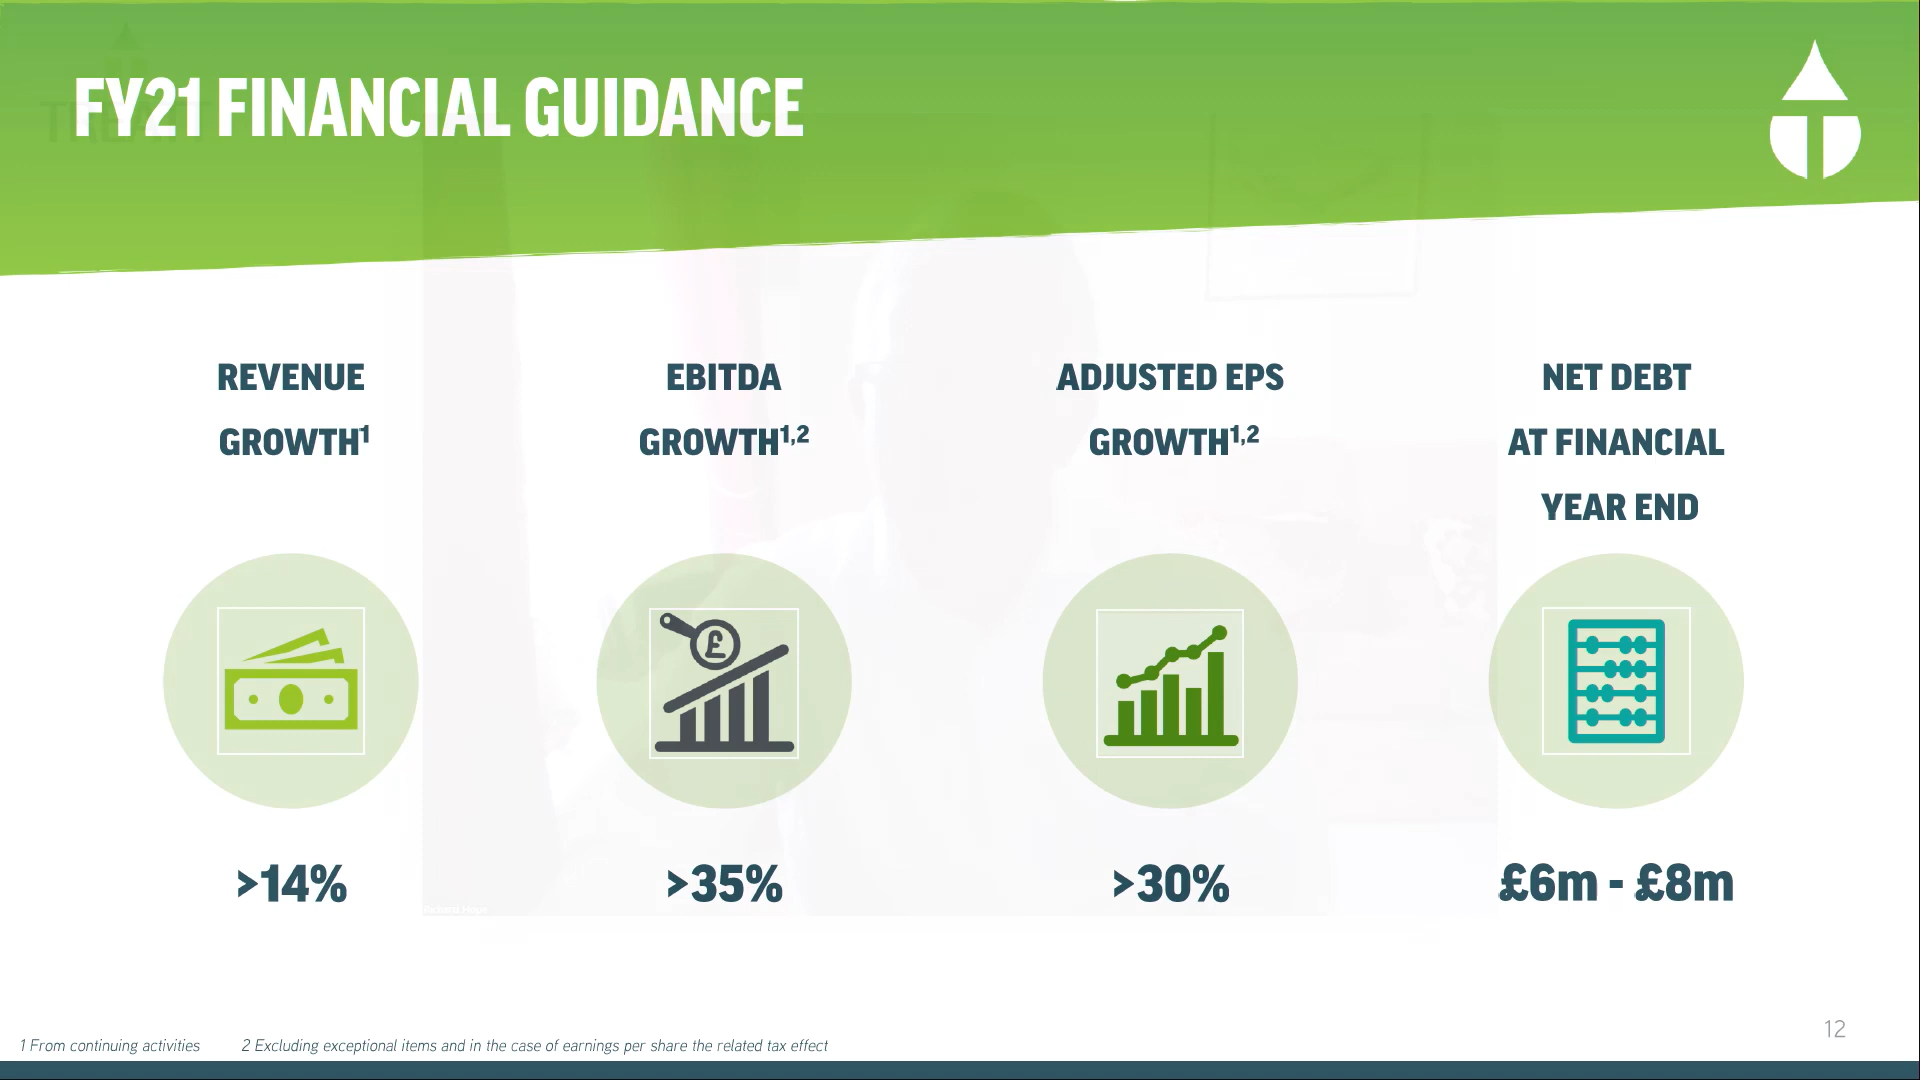 FY21 FINANCIAL GUIDANCE
REVENUE
GROWTH¹
EBITDA
GROWTH¹,²
ADJUSTED EPS
GROWTH¹,²
NET DEBT
AT FINANCIAL
YEAR END
£
>14%
>35%
>30%
£6m - £8m
12
1 From continuing activities
2 Excluding exceptional items and in the case of earnings per share the related tax effect